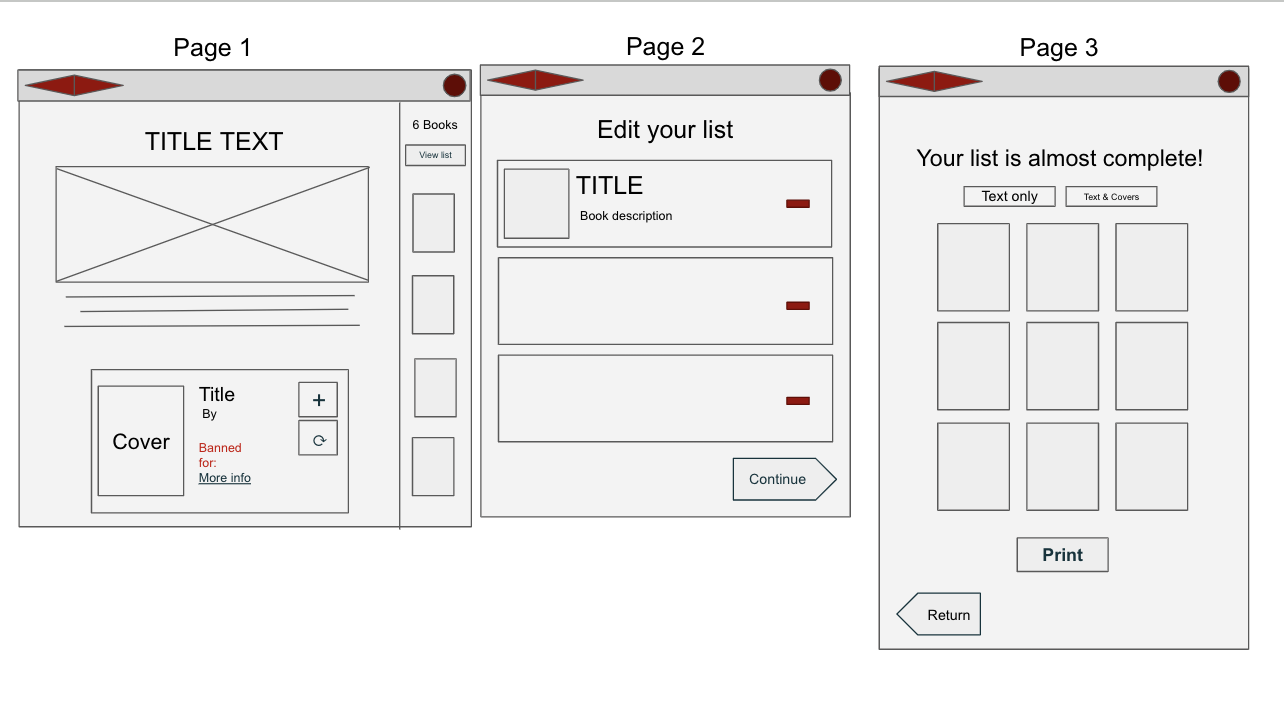 Page 1
TITLE TEXT
6 Books
View list
Cover
Title
By
Banned
for:
More info
+
⟳
Page 2
Edit your list
TITLE
Book description
Continue
Page 3
Your list is almost complete!
Text only
Text & Covers
Print
Return